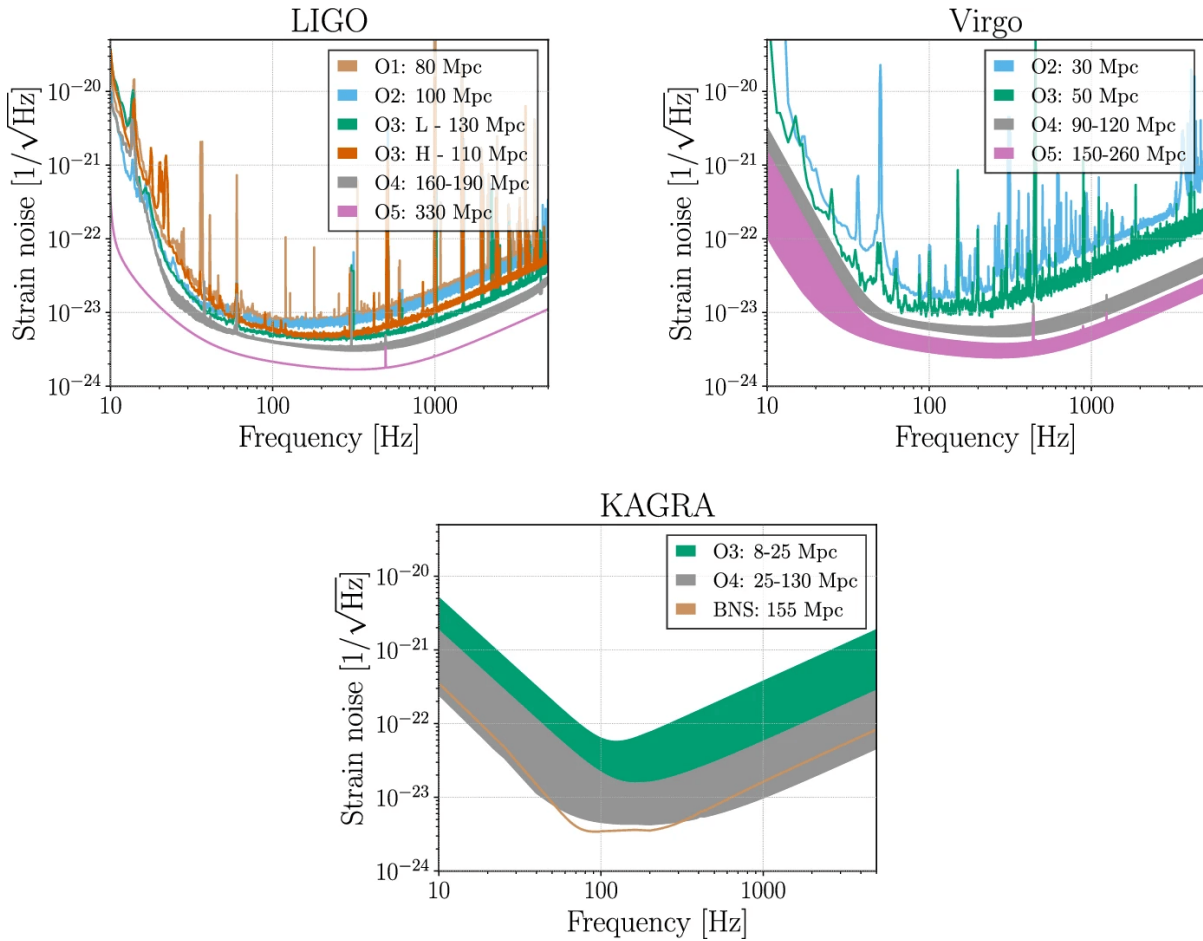 LIGO
Strain noise [1/√Hz]
10⁻²⁰
10⁻²¹
10⁻²²
10⁻²³
10⁻²⁴
O1: 80 Mpc
O2: 100 Mpc
O3: L - 130 Mpc
O3: H - 110 Mpc
O4: 160-190 Mpc
O5: 330 Mpc
10 100 1000
Frequency [Hz]
Virgo
Strain noise [1/√Hz]
10⁻²⁰
10⁻²¹
10⁻²²
10⁻²³
10⁻²⁴
O2: 30 Mpc
O3: 50 Mpc
O4: 90-120 Mpc
O5: 150-260 Mpc
10 100 1000
Frequency [Hz]
KAGRA
Strain noise [1/√Hz]
10⁻²⁰
10⁻²¹
10⁻²²
10⁻²³
10⁻²⁴
O3: 8-25 Mpc
O4: 25-130 Mpc
BNS: 155 Mpc
10 100 1000
Frequency [Hz]